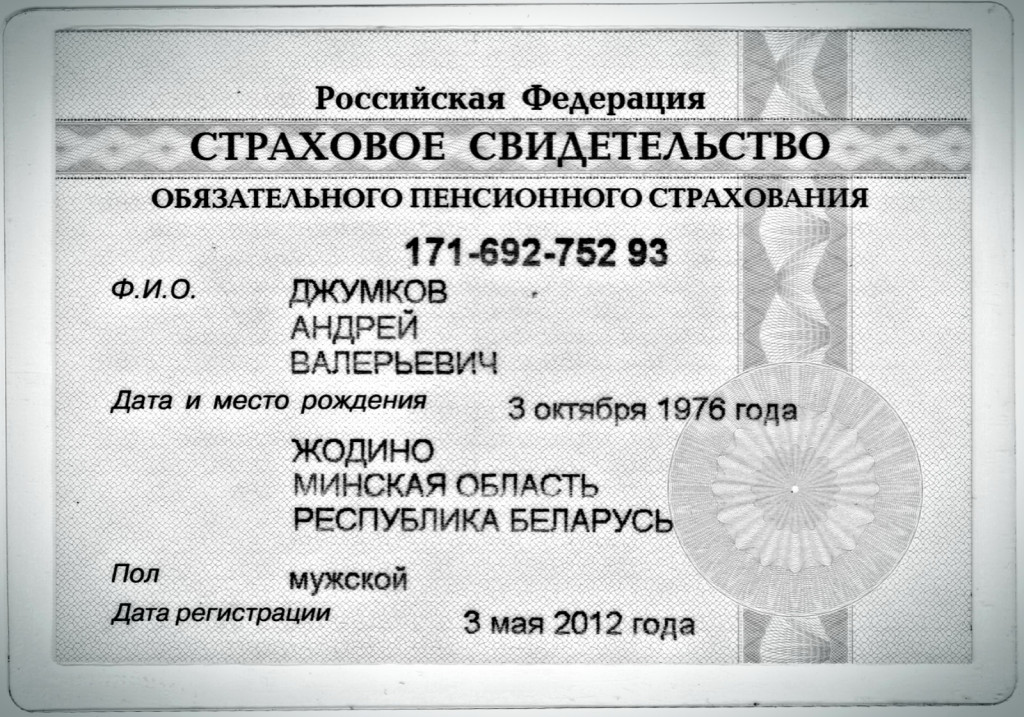 Российская Федерация
СТРАХОВОЕ СВИДЕТЕЛЬСТВО
ОБЯЗАТЕЛЬНОГО ПЕНСИОННОГО СТРАХОВАНИЯ
171-692-752 93
Ф.И.О. ДЖУМКОВ
АНДРЕЙ
ВАЛЕРЬЕВИЧ
Дата и место рождения 3 октября 1976 года
ЖОДИНО
МИНСКАЯ ОБЛАСТЬ
РЕСПУБЛИКА БЕЛАРУСЬ
Пол мужской
Дата регистрации 3 мая 2012 года